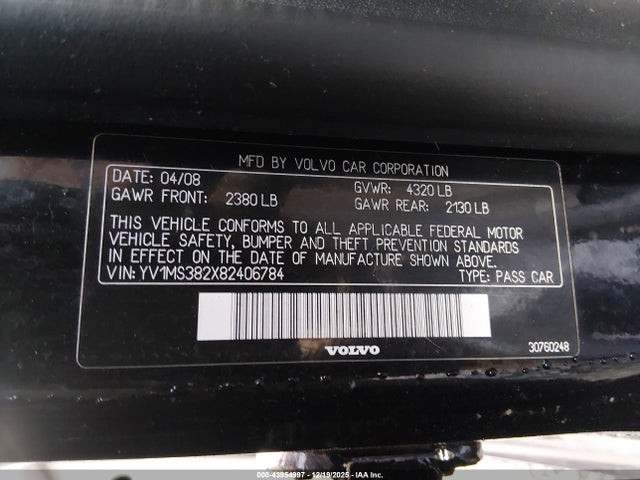 MFD BY VOLVO CAR CORPORATION
DATE: 04/08 GVWR: 4320 LB
GAWR FRONT: 2380 LB GAWR REAR: 2130 LB
THIS VEHICLE CONFORMS TO ALL APPLICABLE FEDERAL MOTOR
VEHICLE SAFETY, BUMPER AND THEFT PREVENTION STANDARDS
IN EFFECT ON THE DATE OF MANUFACTURE SHOWN ABOVE.
VIN: YV1MS382X82406784 TYPE: PASS CAR
VOLVO 30760248
000-43954997 - 12/19/2025 - IAA Inc.